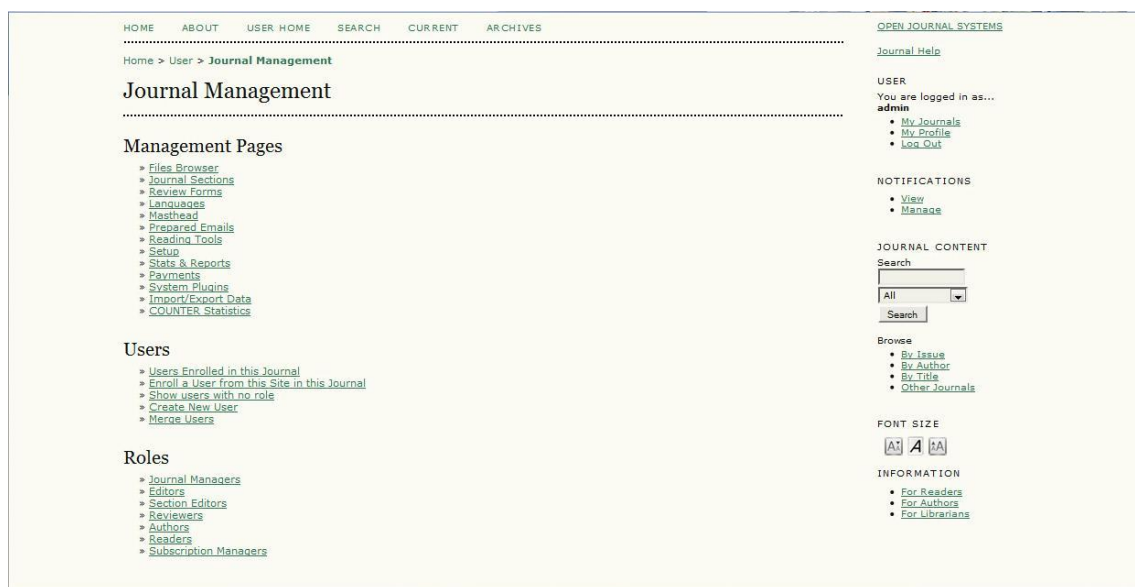 HOME ABOUT USER HOME SEARCH CURRENT ARCHIVES
Home > User > Journal Management
Journal Management
Management Pages
» Files Browser
» Journal Sections
» Review Forms
» Languages
» Masthead
» Prepared Emails
» Reading Tools
» Setup
» Stats & Reports
» Payments
» System Plugins
» Import/Export Data
» COUNTER Statistics
Users
» Users Enrolled in this Journal
» Enroll a User from this Site in this Journal
» Show users with no role
» Create New User
» Merge Users
Roles
» Journal Managers
» Editors
» Section Editors
» Reviewers
» Authors
» Readers
» Subscription Managers
OPEN JOURNAL SYSTEMS
Journal Help
USER
You are logged in as...
admin
• My Journals
• My Profile
• Log Out
NOTIFICATIONS
• View
• Manage
JOURNAL CONTENT
Search
All
Search
Browse
• By Issue
• By Author
• By Title
• Other Journals
FONT SIZE
A A A
INFORMATION
• For Readers
• For Authors
• For Librarians